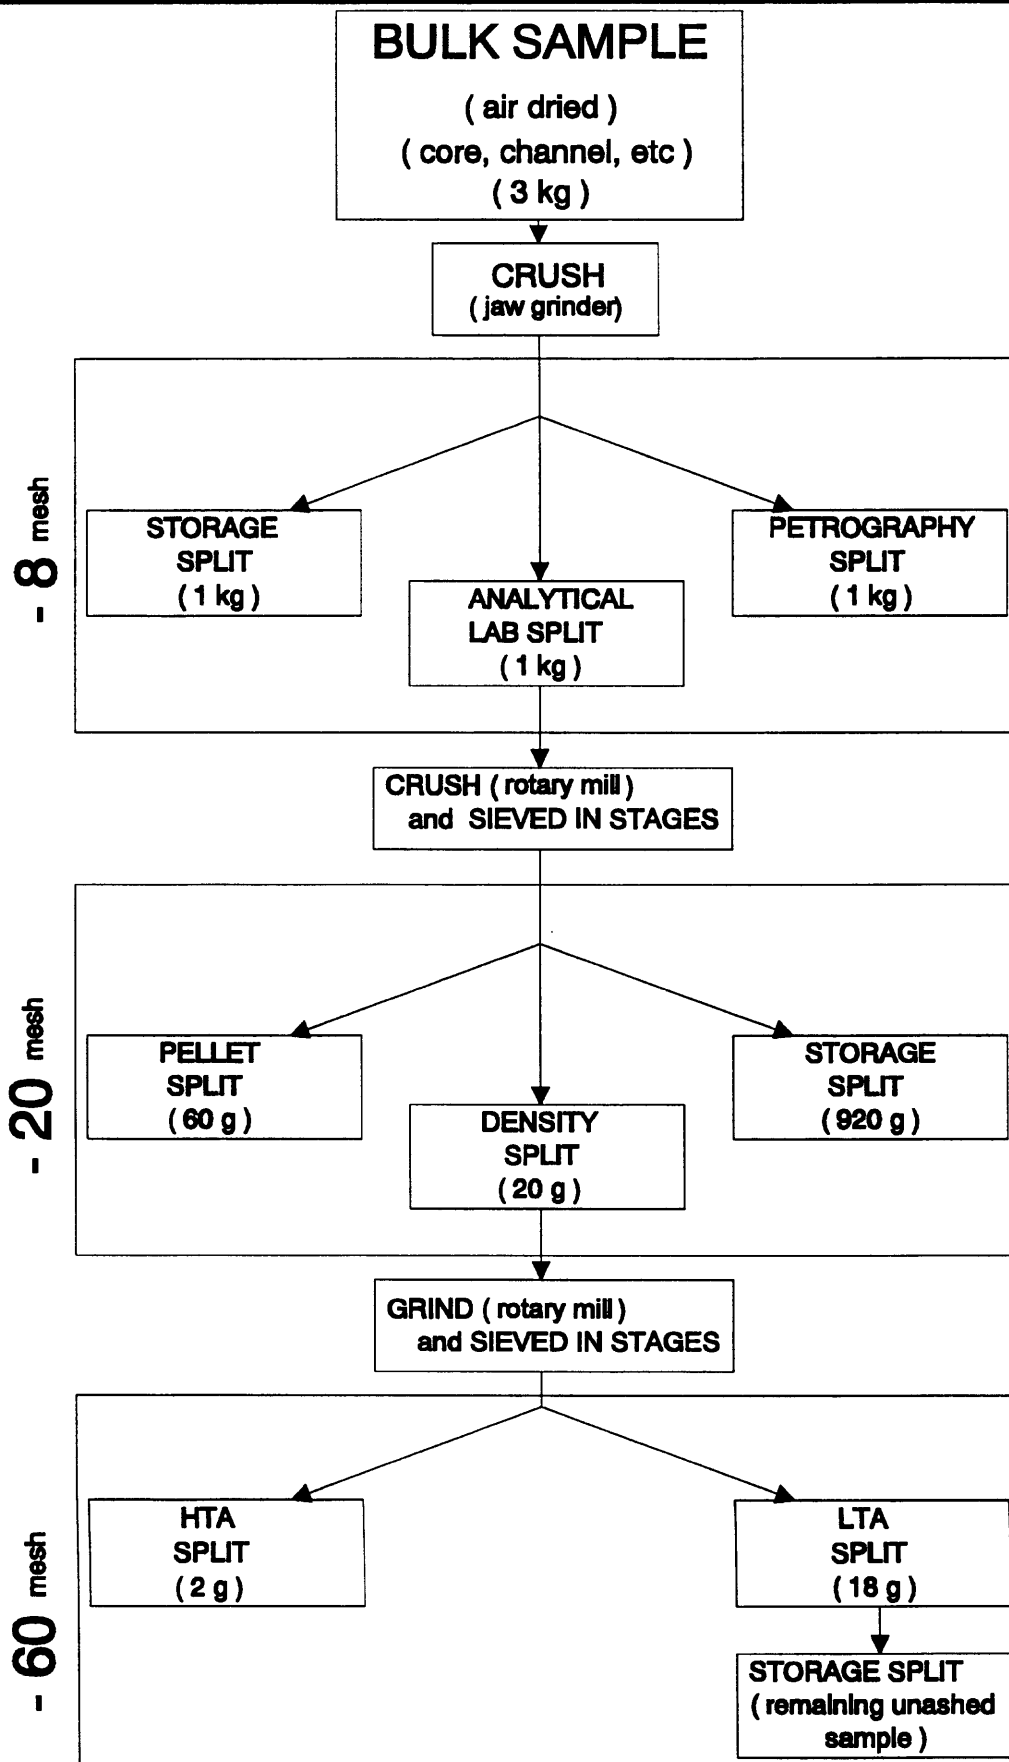 BULK SAMPLE
( air dried )
( core, channel, etc )
( 3 kg )
CRUSH
( jaw grinder)
- 8 mesh
STORAGE
SPLIT
( 1 kg )
ANALYTICAL
LAB SPLIT
( 1 kg )
PETROGRAPHY
SPLIT
( 1 kg )
CRUSH ( rotary mill )
and SIEVED IN STAGES
- 20 mesh
PELLET
SPLIT
( 60 g )
DENSITY
SPLIT
( 20 g )
STORAGE
SPLIT
( 920 g )
GRIND ( rotary mill )
and SIEVED IN STAGES
- 60 mesh
HTA
SPLIT
( 2 g )
LTA
SPLIT
( 18 g )
STORAGE SPLIT
( remaining unashed
sample )